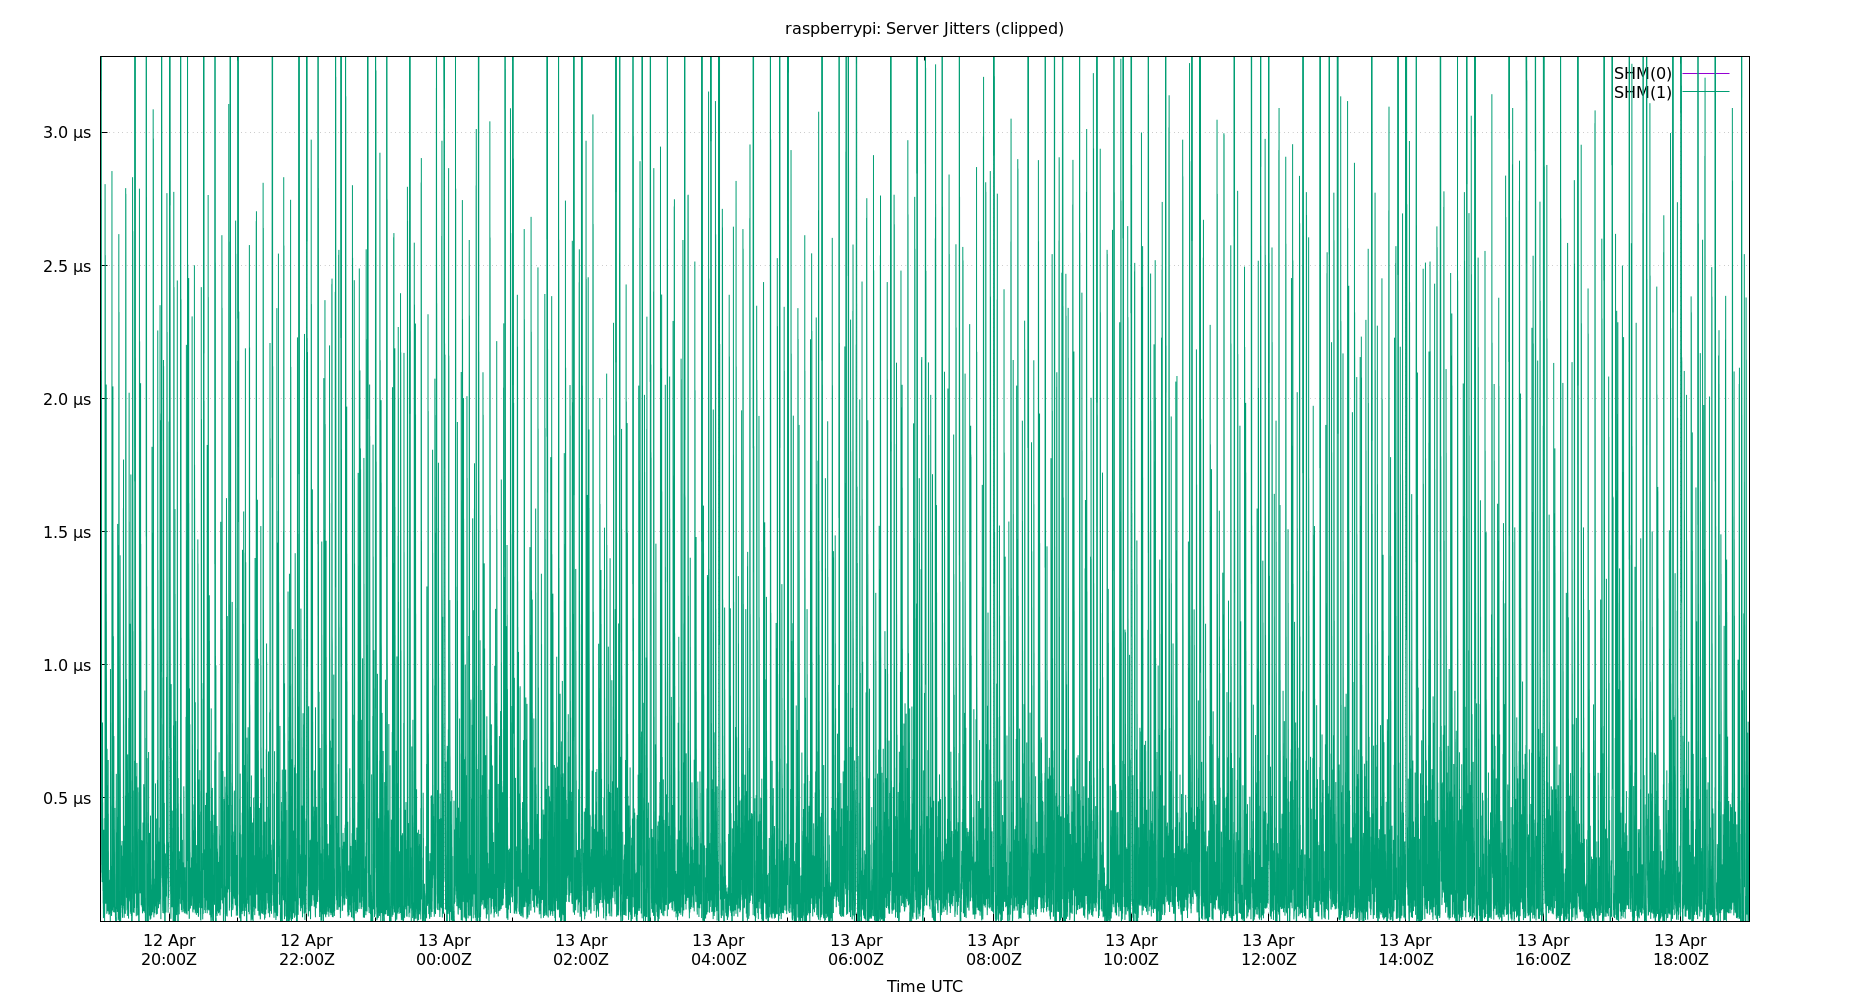 raspberrypi: Server Jitters (clipped)
SHM(0)
SHM(1)
3.0 µs
2.5 µs
2.0 µs
1.5 µs
1.0 µs
0.5 µs
12 Apr 12 Apr 13 Apr 13 Apr 13 Apr 13 Apr 13 Apr 13 Apr 13 Apr 13 Apr 13 Apr 13 Apr
20:00Z 22:00Z 00:00Z 02:00Z 04:00Z 06:00Z 08:00Z 10:00Z 12:00Z 14:00Z 16:00Z 18:00Z
Time UTC